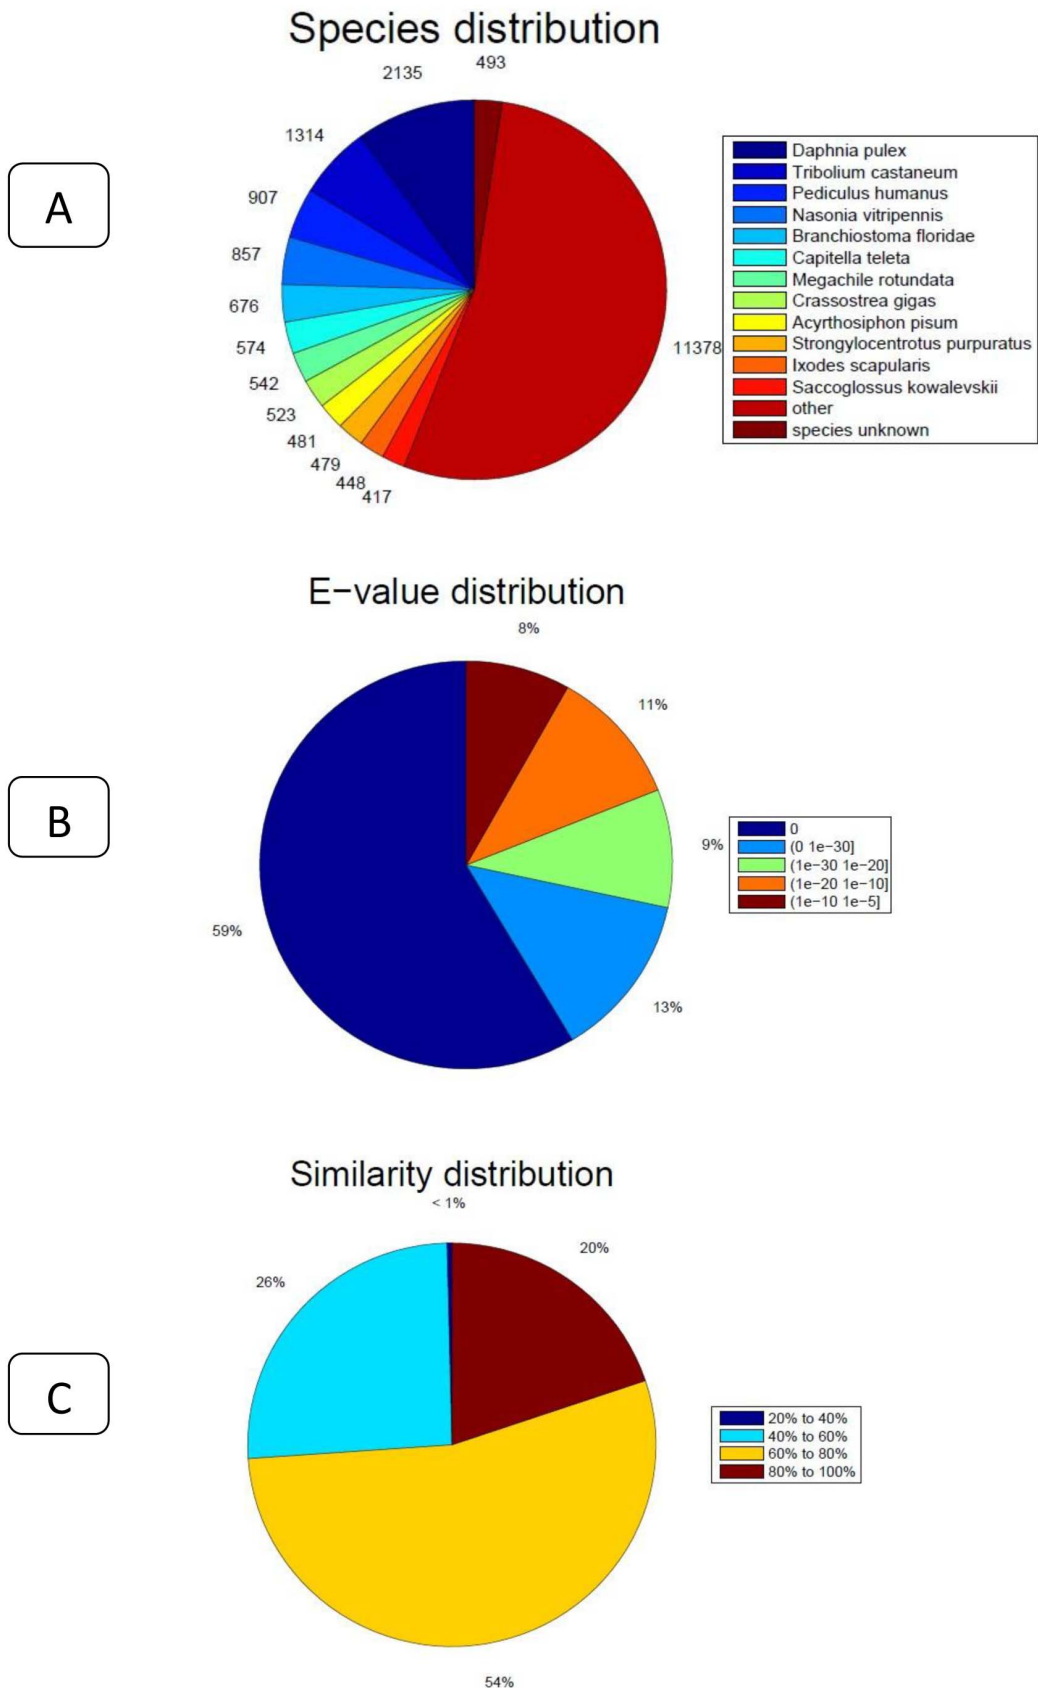 Species distribution
493
2135
1314
907
857
676
574
542
523
481
479
448
417
11378
A
Daphnia pulex
Tribolium castaneum
Pediculus humanus
Nasonia vitripennis
Branchiostoma floridae
Capitella teleta
Megachile rotundata
Crassostrea gigas
Acyrthosiphon pisum
Strongylocentrotus purpuratus
Ixodes scapularis
Saccoglossus kowalevskii
other
species unknown
E−value distribution
8%
11%
9%
13%
59%
B
0
(0 1e−30]
(1e−30 1e−20]
(1e−20 1e−10]
(1e−10 1e−5]
Similarity distribution
< 1%
20%
26%
54%
C
20% to 40%
40% to 60%
60% to 80%
80% to 100%